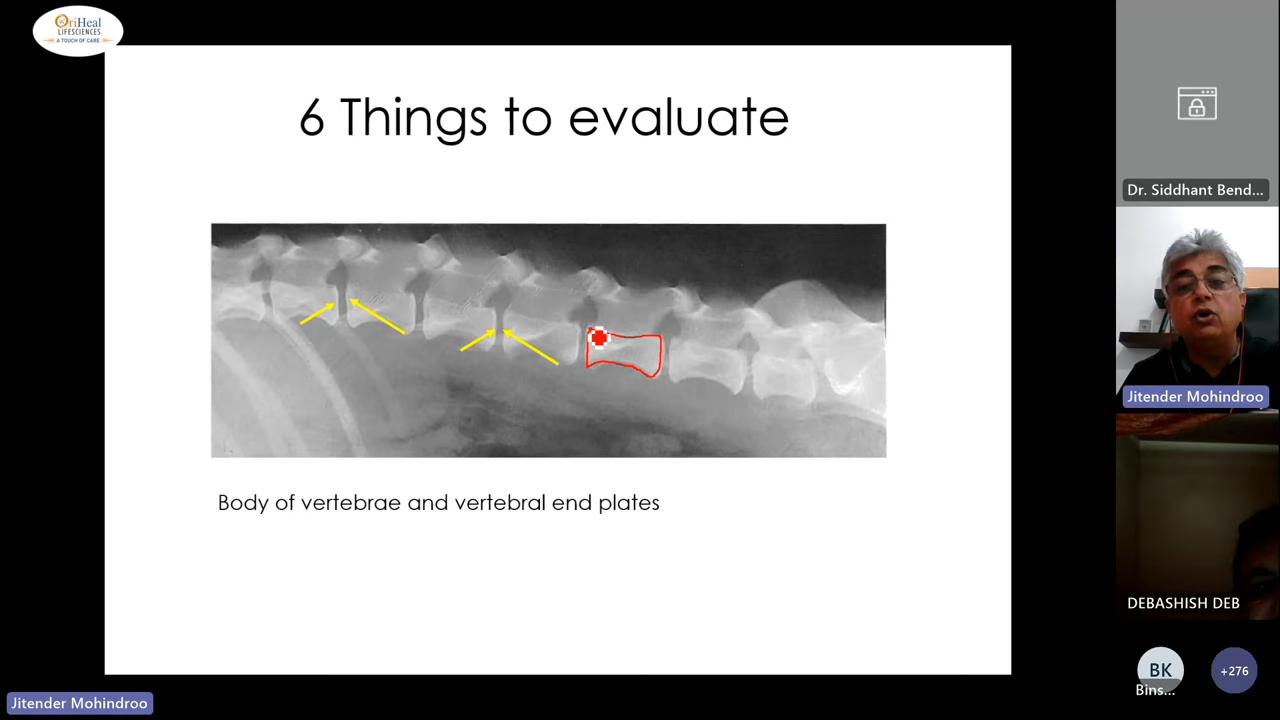 OriHeal
LIFESCIENCES
A TOUCH OF CARE
6 Things to evaluate
Body of vertebrae and vertebral end plates
Dr. Siddhant Bend...
Jitender Mohindroo
DEBASHISH DEB
BK
Bins...
+276
Jitender Mohindroo